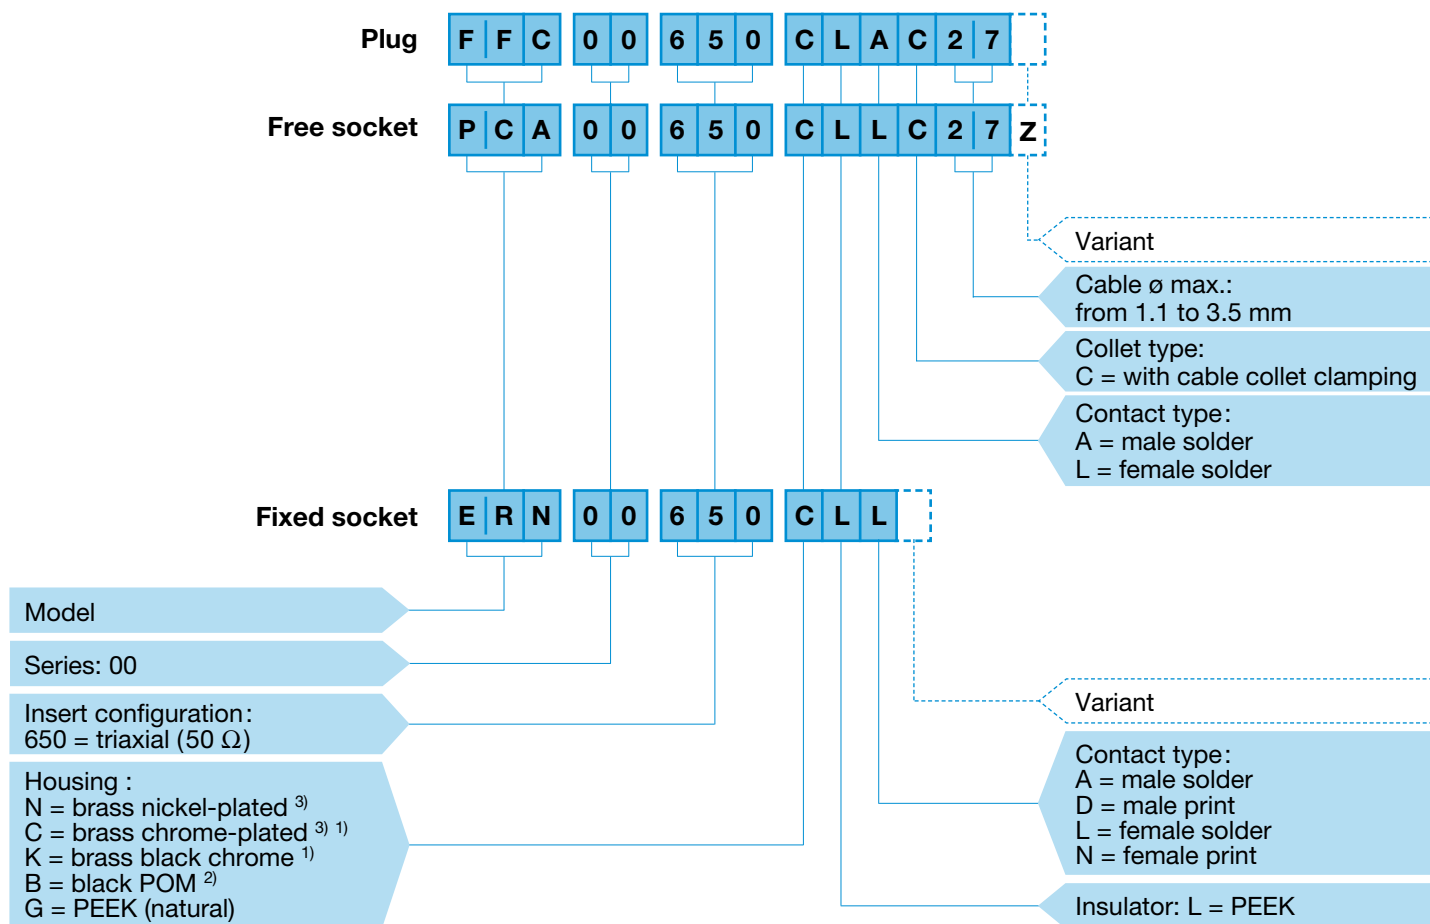 Plug F F C 0 0 6 5 0 C L A C 2 7
Free socket P C A 0 0 6 5 0 C L L C 2 7 Z
Variant
Cable ø max.:
from 1.1 to 3.5 mm
Collet type:
C = with cable collet clamping
Contact type:
A = male solder
L = female solder
Fixed socket E R N 0 0 6 5 0 C L L
Model
Series: 00
Insert configuration:
650 = triaxial (50 Ω)
Housing :
N = brass nickel-plated 3)
C = brass chrome-plated 3) 1)
K = brass black chrome 1)
B = black POM 2)
G = PEEK (natural)
Variant
Contact type:
A = male solder
D = male print
L = female solder
N = female print
Insulator: L = PEEK